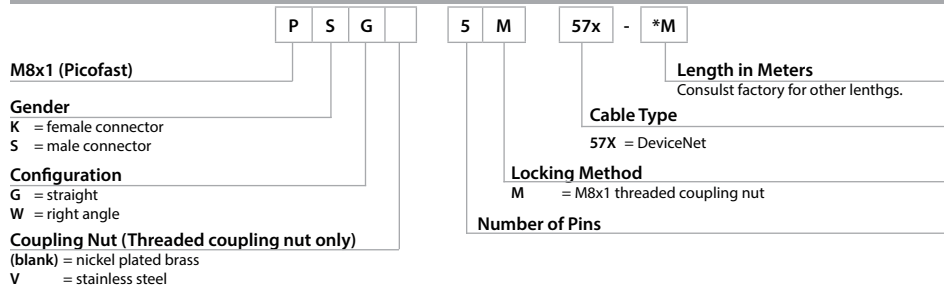 P S G 5 M 57x - *M
M8x1 (Picofast)
Gender
K = female connector
S = male connector
Configuration
G = straight
W = right angle
Coupling Nut (Threaded coupling nut only)
(blank) = nickel plated brass
V = stainless steel
Length in Meters
Consulst factory for other lenthgs.
Cable Type
57X = DeviceNet
Locking Method
M = M8x1 threaded coupling nut
Number of Pins